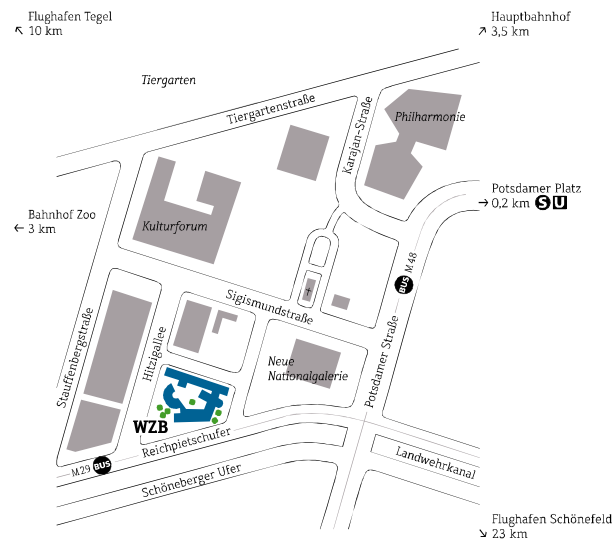 Flughafen Tegel
↖ 10 km
Hauptbahnhof
↗ 3,5 km
Tiergarten
Tiergartenstraße
Karajan-Straße
Philharmonie
Potsdamer Platz
→ 0,2 km S U
Bahnhof Zoo
← 3 km
Kulturforum
BUS M48
Sigismundstraße
Stauffenbergstraße
Hitzigallee
Neue
Nationalgalerie
Potsdamer Straße
WZB
Reichpietschufer
M29 BUS
Landwehrkanal
Schöneberger Ufer
Flughafen Schönefeld
↘ 23 km